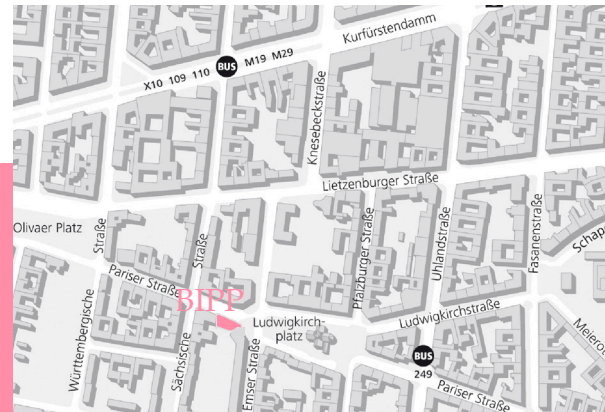 Kurfürstendamm
BUS
X10 109 110
M19 M29
Knesebeckstraße
Lietzenburger Straße
Olivaer Platz
Straße
Straße
Pfalzburger Straße
Uhlandstraße
Fasanenstraße
Schap
Pariser Straße
BIPP
Württembergische
Sächsische
Emser Straße
Ludwigkirch-
platz
Ludwigkirchstraße
Meiero
BUS
249
Pariser Straße